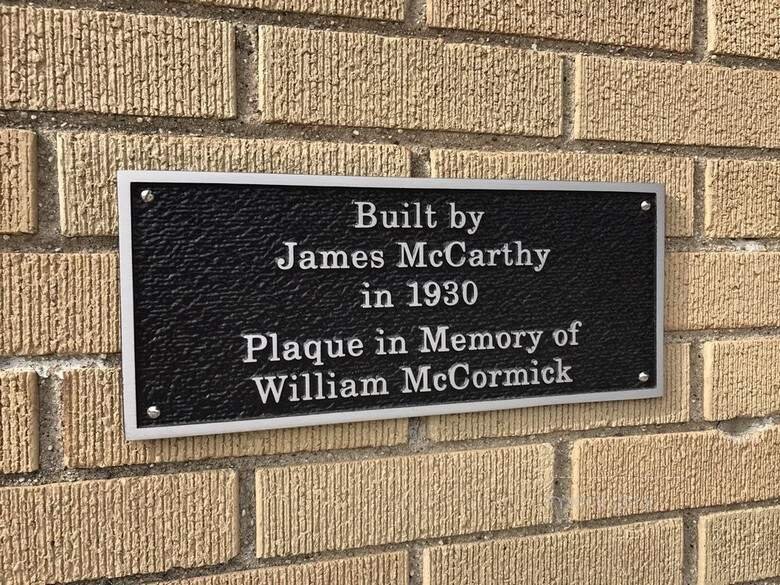 Built by
James McCarthy
in 1930
Plaque in Memory of
William McCormick